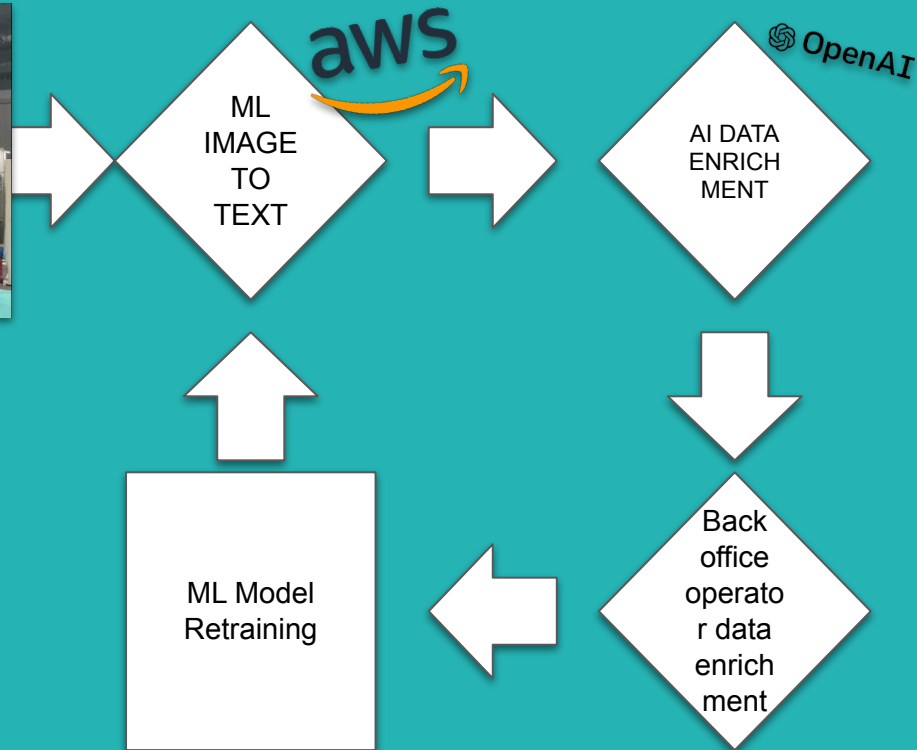 aws
OpenAI
ML
IMAGE
TO
TEXT
AI DATA
ENRICH
MENT
Back
office
operato
r data
enrich
ment
ML Model
Retraining